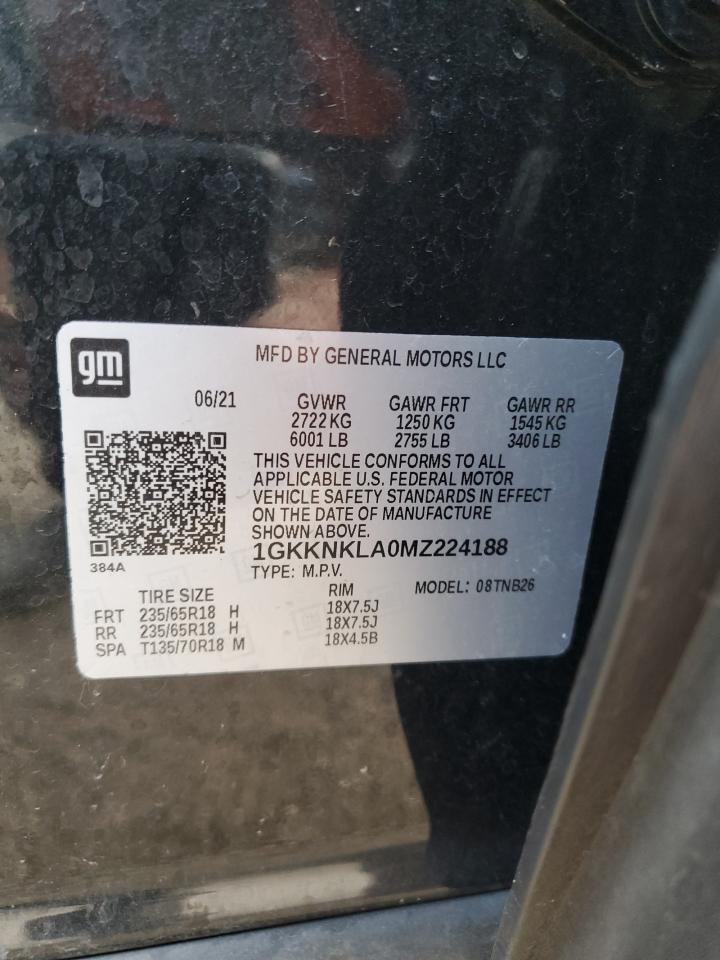 gm
MFD BY GENERAL MOTORS LLC
06/21 GVWR GAWR FRT GAWR RR
2722 KG 1250 KG 1545 KG
6001 LB 2755 LB 3406 LB
THIS VEHICLE CONFORMS TO ALL
APPLICABLE U.S. FEDERAL MOTOR
VEHICLE SAFETY STANDARDS IN EFFECT
ON THE DATE OF MANUFACTURE
SHOWN ABOVE.
1GKKNKLA0MZ224188
384A
TYPE: M.P.V. MODEL: 08TNB26
TIRE SIZE RIM
FRT 235/65R18 H 18X7.5J
RR 235/65R18 H 18X7.5J
SPA T135/70R18 M 18X4.5B